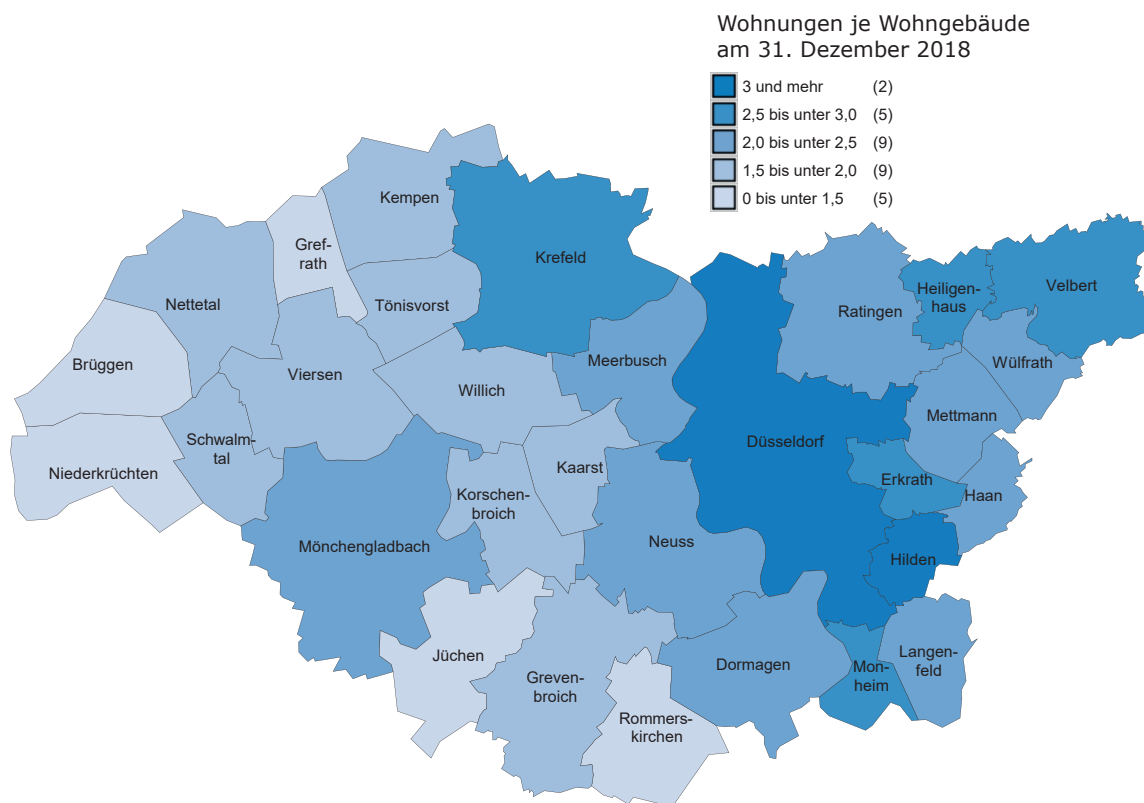 Wohnungen je Wohngebäude
am 31. Dezember 2018
3 und mehr (2)
2,5 bis unter 3,0 (5)
2,0 bis unter 2,5 (9)
1,5 bis unter 2,0 (9)
0 bis unter 1,5 (5)
Kempen
Gref-
rath
Krefeld
Nettetal
Tönisvorst
Brüggen
Viersen
Willich
Meerbusch
Ratingen
Heiligen-
haus
Velbert
Wülfrath
Mettmann
Schwalm-
tal
Niederkrüchten
Düsseldorf
Kaarst
Korschen-
broich
Erkrath
Haan
Mönchengladbach
Neuss
Hilden
Jüchen
Greven-
broich
Dormagen
Mon-
heim
Langen-
feld
Rommers-
kirchen